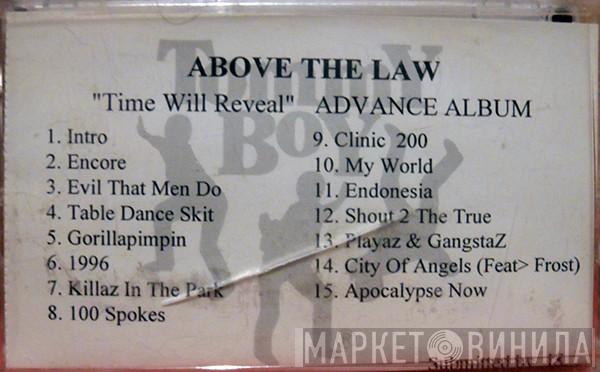 Tommy
Boy
ABOVE THE LAW
"Time Will Reveal" ADVANCE ALBUM
1. Intro
2. Encore
3. Evil That Men Do
4. Table Dance Skit
5. Gorillapimpin
6. 1996
7. Killaz In The Park
8. 100 Spokes
9. Clinic 200
10. My World
11. Endonesia
12. Shout 2 The True
13. Playaz & GangstaZ
14. City Of Angels (Feat> Frost)
15. Apocalypse Now
МАРКЕТ ВИНИЛА